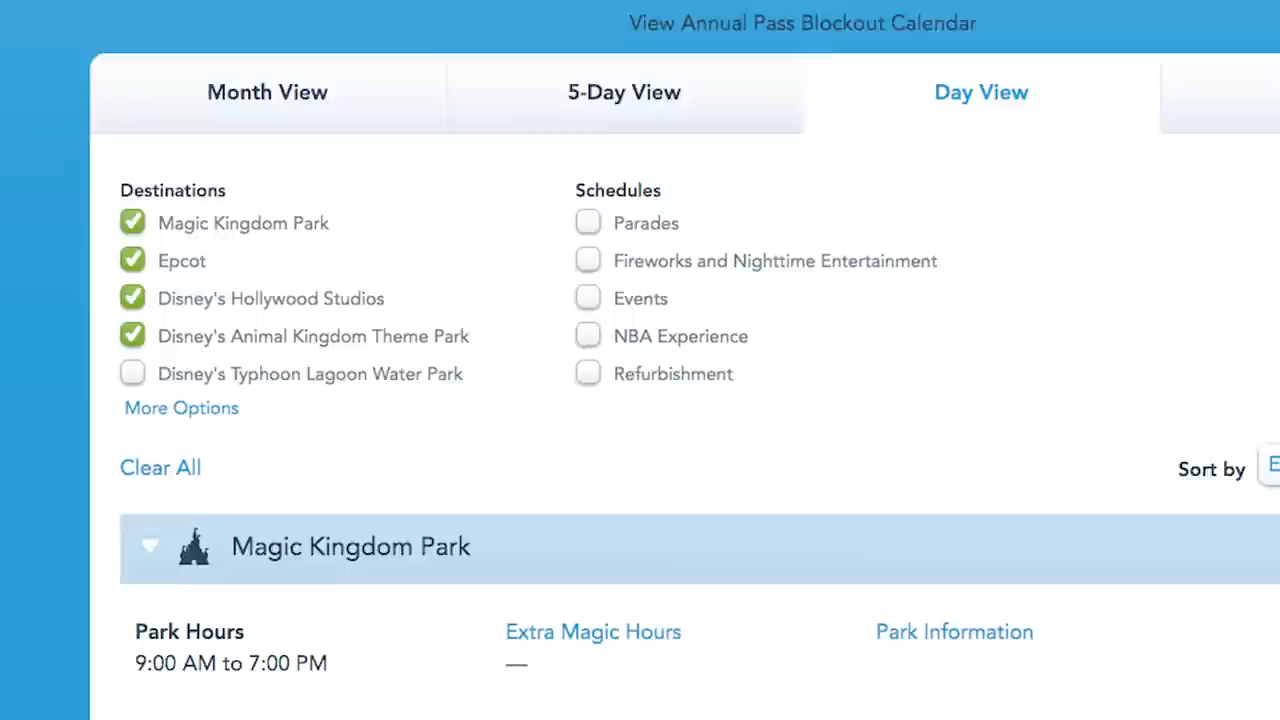 View Annual Pass Blockout Calendar
Month View
5-Day View
Day View
Destinations
Magic Kingdom Park
Epcot
Disney's Hollywood Studios
Disney's Animal Kingdom Theme Park
Disney's Typhoon Lagoon Water Park
More Options
Schedules
Parades
Fireworks and Nighttime Entertainment
Events
NBA Experience
Refurbishment
Clear All
Sort by
Magic Kingdom Park
Park Hours
9:00 AM to 7:00 PM
Extra Magic Hours
—
Park Information